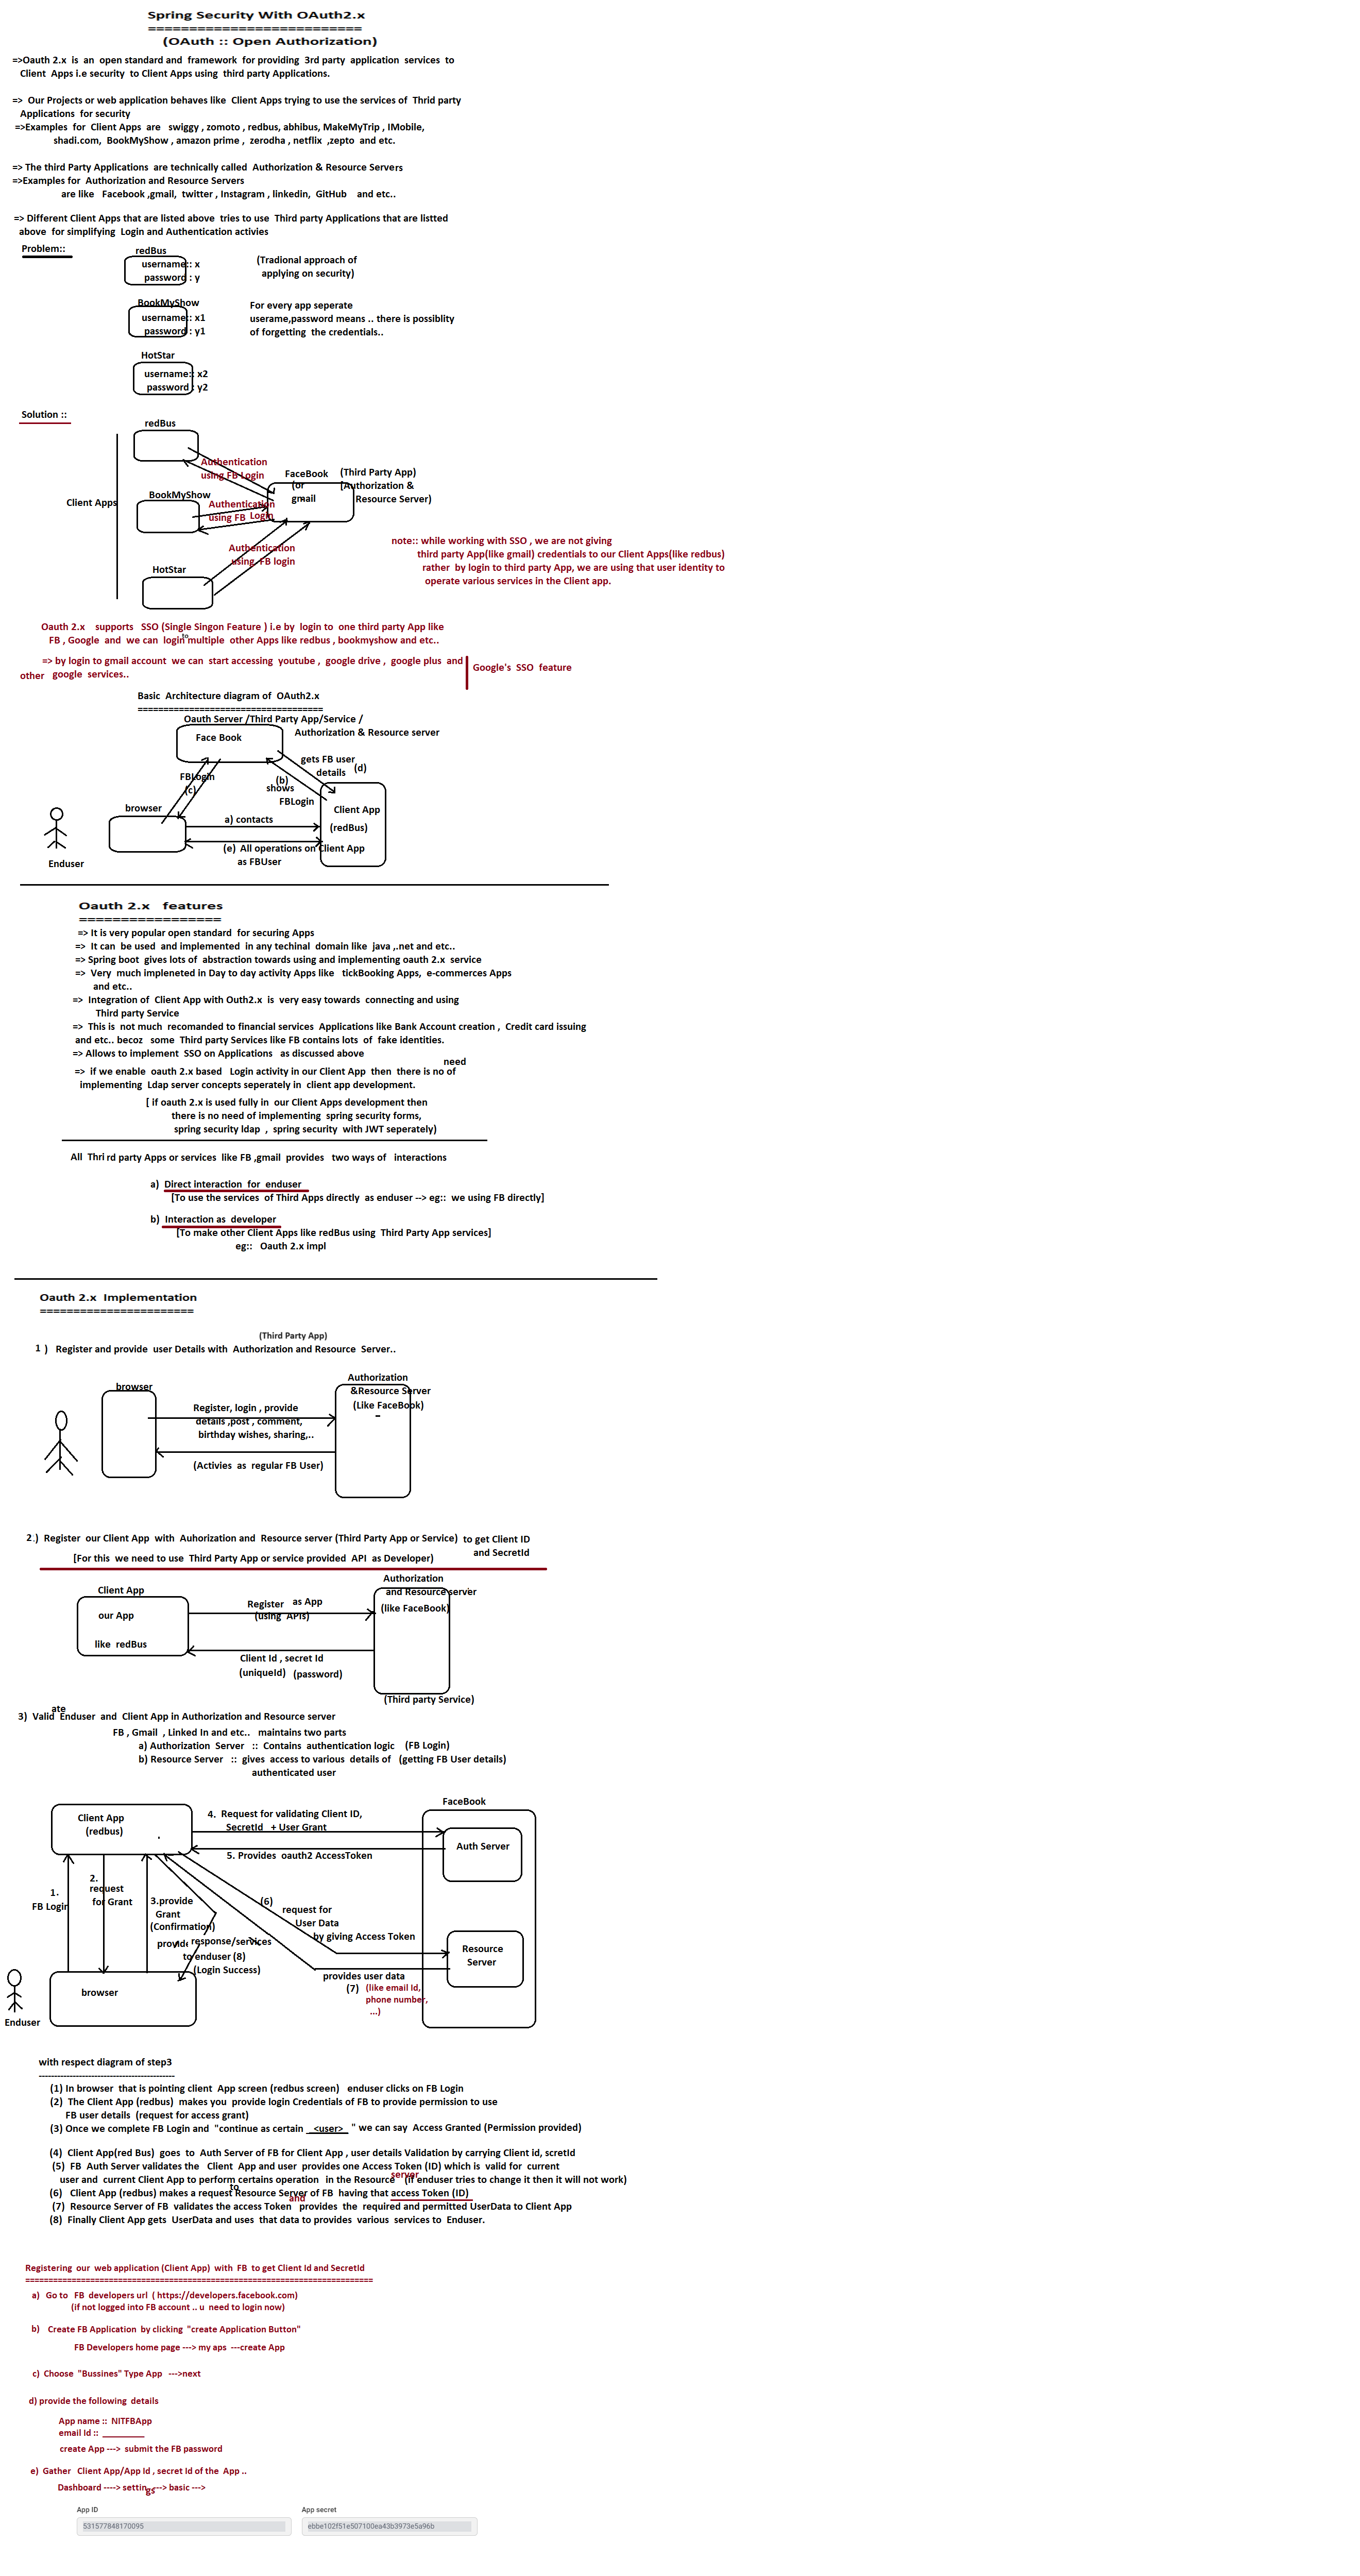 Spring Security With OAuth2.x
==========================
(OAuth :: Open Authorization)
=>Oauth 2.x is an open standard and framework for providing 3rd party application services to
Client Apps i.e security to Client Apps using third party Applications.
=> Our Projects or web application behaves like Client Apps trying to use the services of Thrid party
Applications for security
=>Examples for Client Apps are swiggy , zomoto , redbus, abhibus, MakeMyTrip , IMobile,
shadi.com, BookMyShow , amazon prime , zerodha , netflix ,zepto and etc.
=> The third Party Applications are technically called Authorization & Resource Servers
=>Examples for Authorization and Resource Servers
are like Facebook ,gmail, twitter , Instagram , linkedin, GitHub and etc..
=> Different Client Apps that are listed above tries to use Third party Applications that are listted
above for simplifying Login and Authentication activies
Problem::
redBus
username:: x
password : y
(Tradional approach of
applying on security)
BookMyShow
username:: x1
password : y1
For every app seperate
userame,password means .. there is possiblity
of forgetting the credentials..
HotStar
username:: x2
password : y2
Solution ::
redBus
Authentication
using FB Login
FaceBook
(or
gmail
(Third Party App)
[Authorization &
Resource Server)
Client Apps
BookMyShow
Authentication
using FB Login
Authentication
using FB login
HotStar
note:: while working with SSO , we are not giving
third party App(like gmail) credentials to our Client Apps(like redbus)
rather by login to third party App, we are using that user identity to
operate various services in the Client app.
Oauth 2.x supports SSO (Single Singon Feature ) i.e by login to one third party App like
FB , Google and we can login to multiple other Apps like redbus , bookmyshow and etc..
=> by login to gmail account we can start accessing youtube , google drive , google plus and
other google services..
Google's SSO feature
Basic Architecture diagram of OAuth2.x
==================================
Oauth Server /Third Party App/Service /
Authorization & Resource server
Face Book
gets FB user
details (d)
FBLogin
(c)
(b)
shows
FBLogin
browser
a) contacts
Client App
(redBus)
(e) All operations on Client App
as FBUser
Enduser
Oauth 2.x features
=================
=> It is very popular open standard for securing Apps
=> It can be used and implemented in any techinal domain like java ,.net and etc..
=> Spring boot gives lots of abstraction towards using and implementing oauth 2.x service
=> Very much impleneted in Day to day activity Apps like tickBooking Apps, e-commerces Apps
and etc..
=> Integration of Client App with Outh2.x is very easy towards connecting and using
Third party Service
=> This is not much recomanded to financial services Applications like Bank Account creation , Credit card issuing
and etc.. becoz some Third party Services like FB contains lots of fake identities.
=> Allows to implement SSO on Applications as discussed above
need
=> if we enable oauth 2.x based Login activity in our Client App then there is no of
implementing Ldap server concepts seperately in client app development.
[ if oauth 2.x is used fully in our Client Apps development then
there is no need of implementing spring security forms,
spring security ldap , spring security with JWT seperately)
All Thri rd party Apps or services like FB ,gmail provides two ways of interactions
a) Direct interaction for enduser
[To use the services of Third Apps directly as enduser --> eg:: we using FB directly]
b) Interaction as developer
[To make other Client Apps like redBus using Third Party App services]
eg:: Oauth 2.x impl
Oauth 2.x Implementation
=======================
(Third Party App)
1 ) Register and provide user Details with Authorization and Resource Server..
browser
Authorization
&Resource Server
(Like FaceBook)
Register, login , provide
details ,post , comment,
birthday wishes, sharing,..
(Activies as regular FB User)
2.) Register our Client App with Auhorization and Resource server (Third Party App or Service) to get Client ID
and SecretId
[For this we need to use Third Party App or service provided API as Developer)
Client App
our App
like redBus
Register as App
(using APIs)
Authorization
and Resource server
(like FaceBook)
Client Id , secret Id
(uniqueId) (password)
(Third party Service)
ate
3) Valid Enduser and Client App in Authorization and Resource server
FB , Gmail , Linked In and etc.. maintains two parts
a) Authorization Server :: Contains authentication logic (FB Login)
b) Resource Server :: gives access to various details of (getting FB User details)
authenticated user
FaceBook
Client App
(redbus)
4. Request for validating Client ID,
SecretId + User Grant
Auth Server
5. Provides oauth2 AccessToken
1.
FB Login
2.
request
for Grant
3.provide
Grant
(Confirmation)
(6)
request for
User Data
by giving Access Token
provide response/services
to enduser (8)
(Login Success)
Resource
Server
provides user data
(7) (like email Id,
phone number,
...)
browser
Enduser
with respect diagram of step3
--------------------------------------------
(1) In browser that is pointing client App screen (redbus screen) enduser clicks on FB Login
(2) The Client App (redbus) makes you provide login Credentials of FB to provide permission to use
FB user details (request for access grant)
(3) Once we complete FB Login and "continue as certain <user> " we can say Access Granted (Permission provided)
(4) Client App(red Bus) goes to Auth Server of FB for Client App , user details Validation by carrying Client id, scretId
(5) FB Auth Server validates the Client App and user provides one Access Token (ID) which is valid for current
user and current Client App to perform certains operation in the Resource server (if enduser tries to change it then it will not work)
(6) Client App (redbus) makes a request to Resource Server of FB having that access Token (ID)
(7) Resource Server of FB validates the access Token and provides the required and permitted UserData to Client App
(8) Finally Client App gets UserData and uses that data to provides various services to Enduser.
Registering our web application (Client App) with FB to get Client Id and SecretId
===========================================================================
a) Go to FB developers url ( https://developers.facebook.com)
(if not logged into FB account .. u need to login now)
b) Create FB Application by clicking "create Application Button"
FB Developers home page ---> my aps ---create App
c) Choose "Bussines" Type App --->next
d) provide the following details
App name :: NITFBApp
email Id :: _________
create App ---> submit the FB password
e) Gather Client App/App Id , secret Id of the App ..
Dashboard ----> settings ---> basic --->
App ID
App secret
531577848170095
ebbe102f51e507100ea43b3973e5a96b